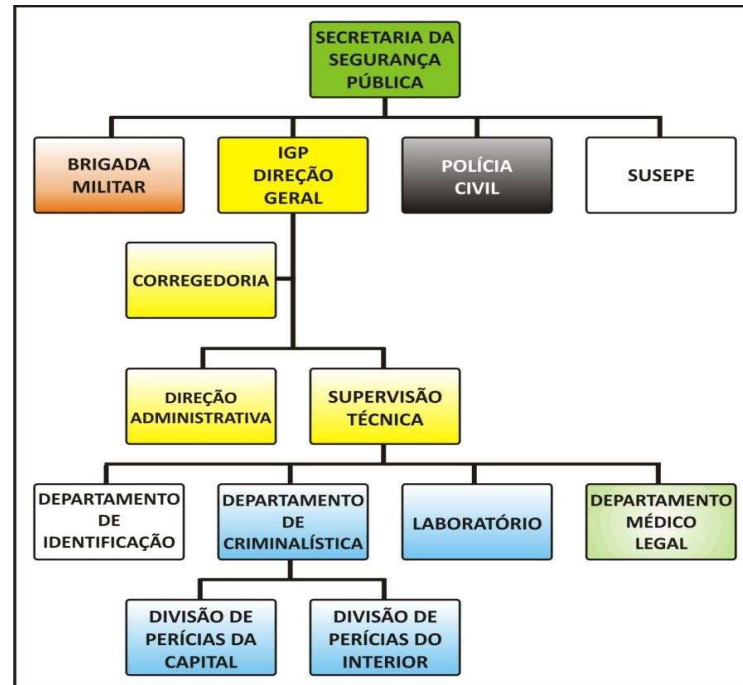 SECRETARIA DA
SEGURANÇA
PÚBLICA
BRIGADA
MILITAR
IGP
DIREÇÃO
GERAL
POLÍCIA
CIVIL
SUSEPE
CORREGEDORIA
DIREÇÃO
ADMINISTRATIVA
SUPERVISÃO
TÉCNICA
DEPARTAMENTO
DE
IDENTIFICAÇÃO
DEPARTAMENTO
DE
CRIMINALÍSTICA
LABORATÓRIO
DEPARTAMENTO
MÉDICO
LEGAL
DIVISÃO DE
PERÍCIAS DA
CAPITAL
DIVISÃO DE
PERÍCIAS DO
INTERIOR